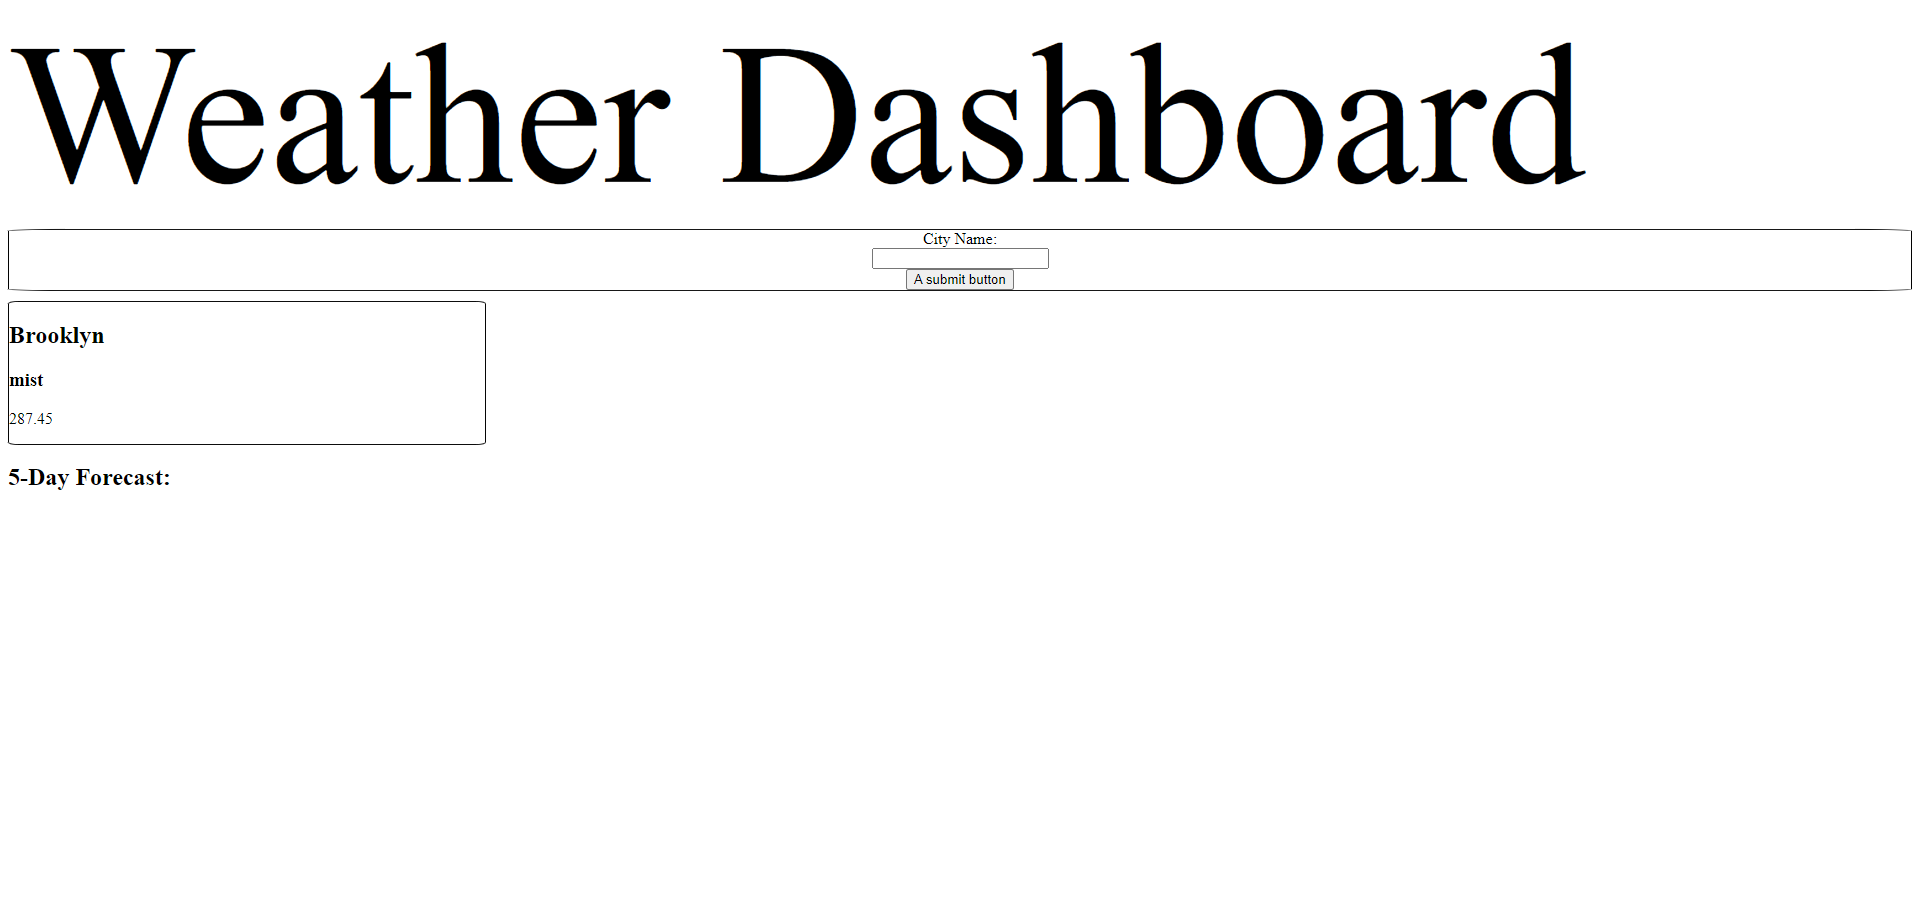 Weather Dashboard
City Name:
A submit button
Brooklyn
mist
287.45
5-Day Forecast: